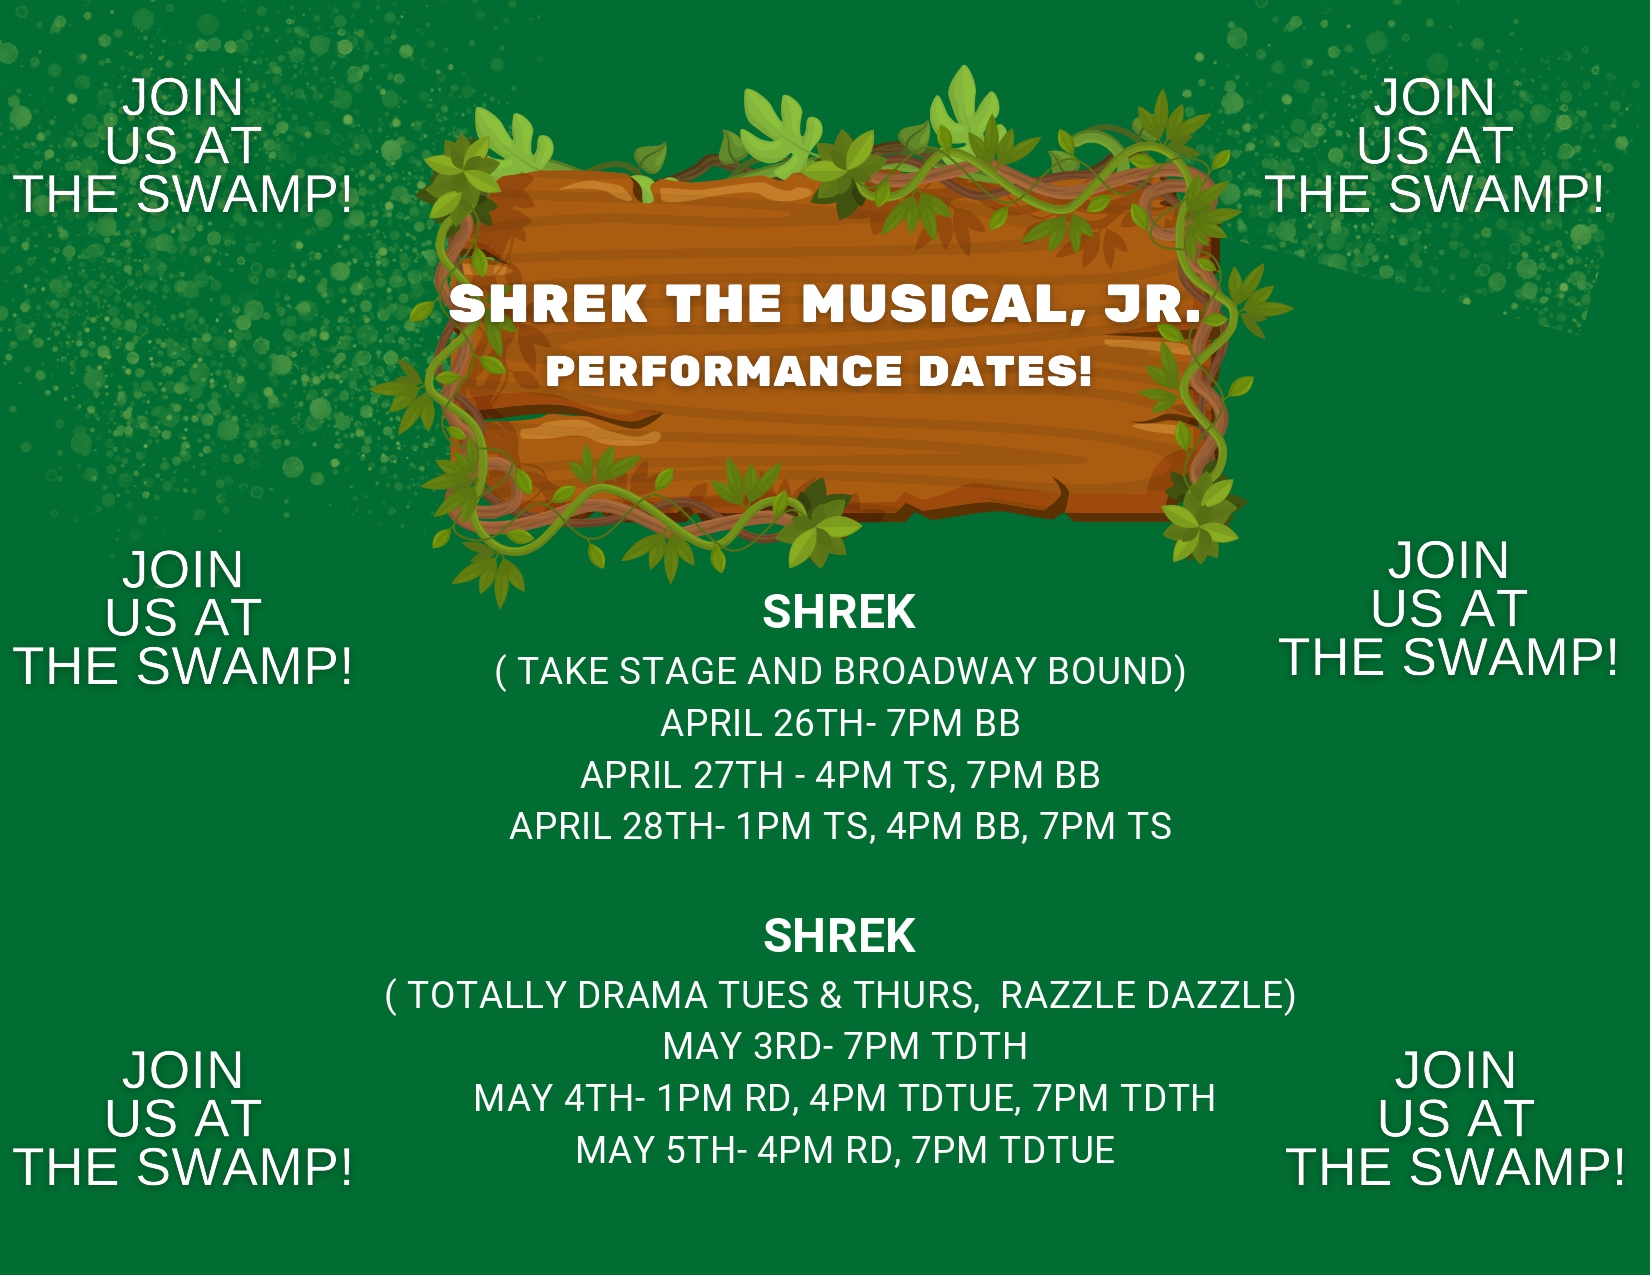 JOIN
US AT
THE SWAMP!
JOIN
US AT
THE SWAMP!
SHREK THE MUSICAL, JR.
PERFORMANCE DATES!
JOIN
US AT
THE SWAMP!
JOIN
US AT
THE SWAMP!
SHREK
( TAKE STAGE AND BROADWAY BOUND)
APRIL 26TH- 7PM BB
APRIL 27TH - 4PM TS, 7PM BB
APRIL 28TH- 1PM TS, 4PM BB, 7PM TS
SHREK
( TOTALLY DRAMA TUES & THURS,  RAZZLE DAZZLE)
MAY 3RD- 7PM TDTH
MAY 4TH- 1PM RD, 4PM TDTUE, 7PM TDTH
MAY 5TH- 4PM RD, 7PM TDTUE
JOIN
US AT
THE SWAMP!
JOIN
US AT
THE SWAMP!